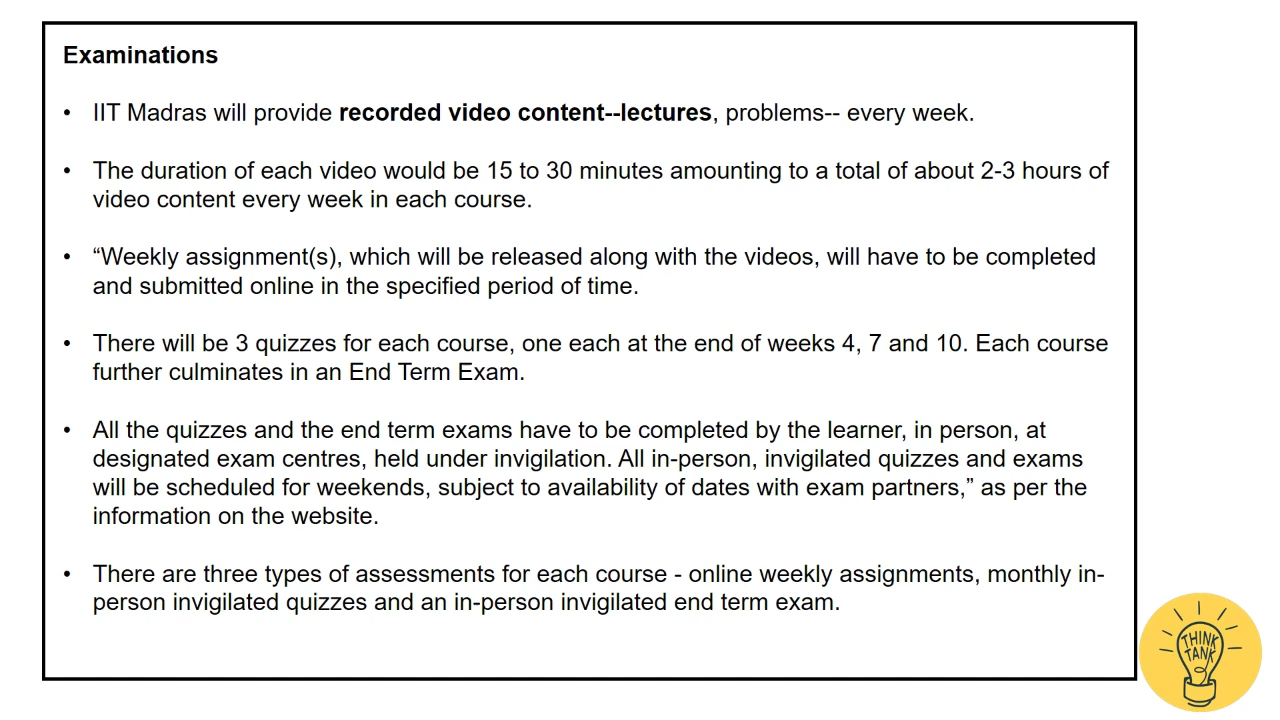 Examinations
• IIT Madras will provide recorded video content--lectures, problems-- every week.
• The duration of each video would be 15 to 30 minutes amounting to a total of about 2-3 hours of
video content every week in each course.
• “Weekly assignment(s), which will be released along with the videos, will have to be completed
and submitted online in the specified period of time.
• There will be 3 quizzes for each course, one each at the end of weeks 4, 7 and 10. Each course
further culminates in an End Term Exam.
• All the quizzes and the end term exams have to be completed by the learner, in person, at
designated exam centres, held under invigilation. All in-person, invigilated quizzes and exams
will be scheduled for weekends, subject to availability of dates with exam partners,” as per the
information on the website.
• There are three types of assessments for each course - online weekly assignments, monthly in-
person invigilated quizzes and an in-person invigilated end term exam.
THINK
TANK